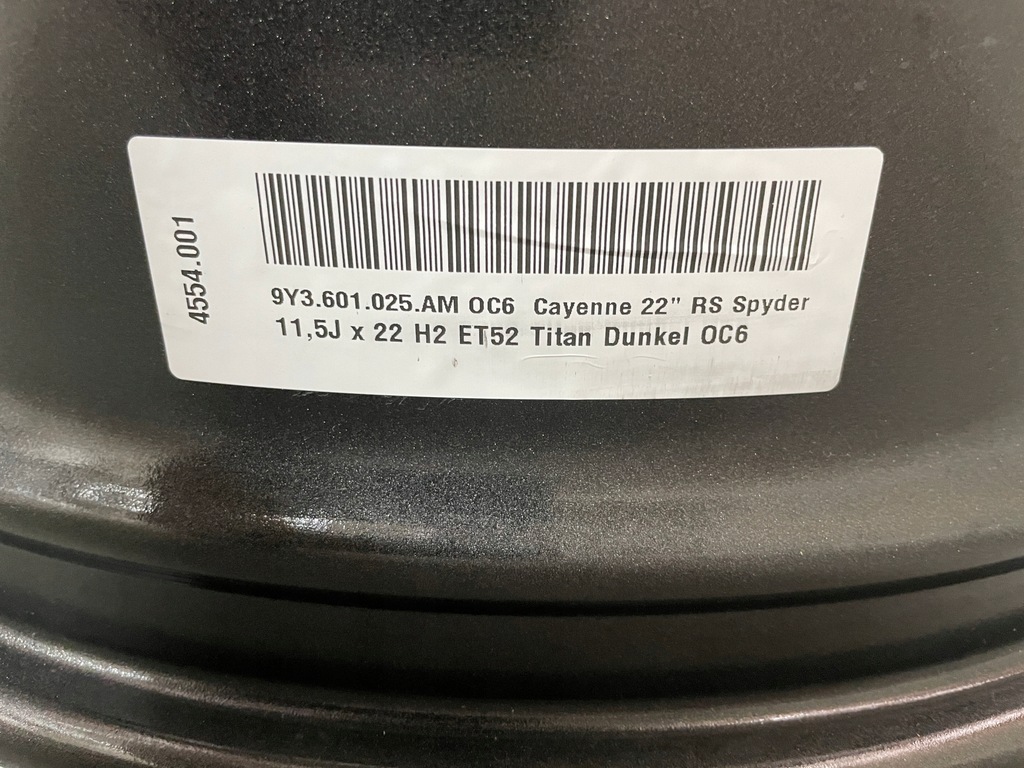 4554.001
9Y3.601.025.AM OC6 Cayenne 22" RS Spyder
11,5J x 22 H2 ET52 Titan Dunkel OC6